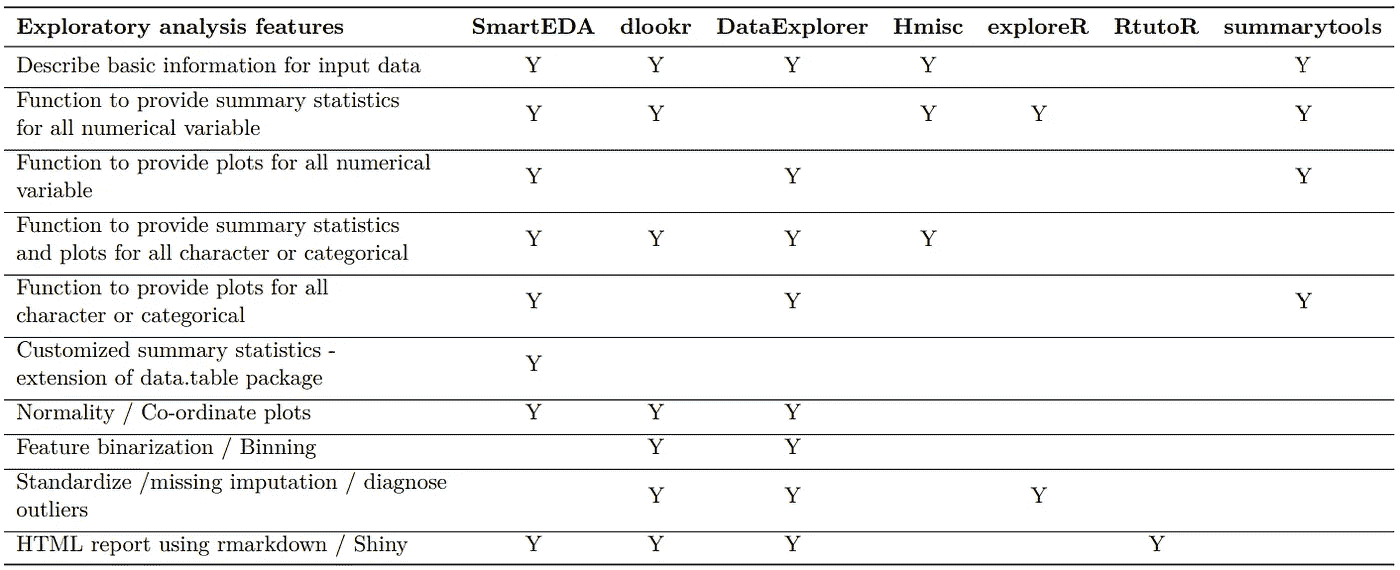 Exploratory analysis features SmartEDA dlookr DataExplorer Hmisc exploreR RtutoR summarytools
Describe basic information for input data Y Y Y Y Y
Function to provide summary statistics
for all numerical variable Y Y Y Y Y
Function to provide plots for all numerical
variable Y Y Y
Function to provide summary statistics
and plots for all character or categorical Y Y Y Y
Function to provide plots for all
character or categorical Y Y Y
Customized summary statistics -
extension of data.table package Y
Normality / Co-ordinate plots Y Y Y
Feature binarization / Binning Y Y
Standardize /missing imputation / diagnose
outliers Y Y Y
HTML report using rmarkdown / Shiny Y Y Y Y